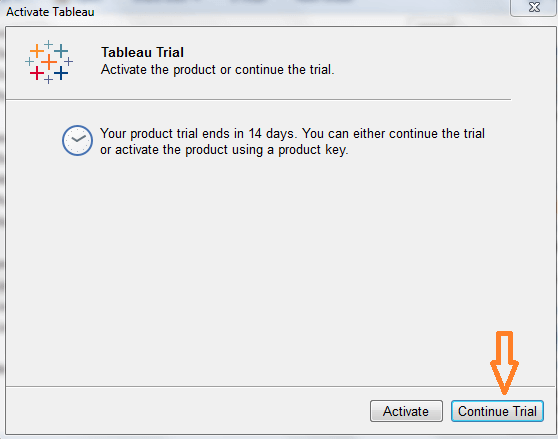 Activate Tableau
Tableau Trial
Activate the product or continue the trial.
Your product trial ends in 14 days. You can either continue the trial
or activate the product using a product key.
Activate
Continue Trial